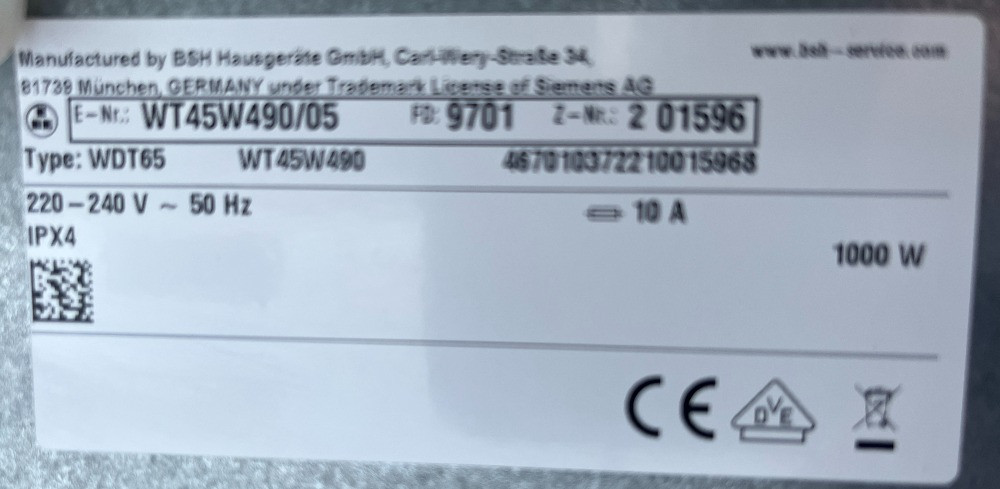 Manufactured by BSH Hausgeräte GmbH, Carl-Wery-Straße 34, www.bsh-service.com
81739 München, GERMANY under Trademark License of Siemens AG
E-Nr.: WT45W490/05 FD: 9701 Z-Nr.: 2 01596
Type: WDT65 WT45W490 467010372210015968
220-240 V ~ 50 Hz 10 A
IPX4
1000 W
CE DVE